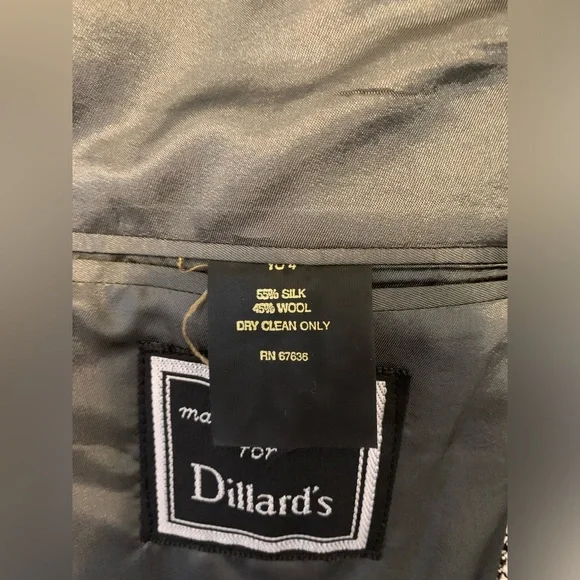 55% SILK
45% WOOL
DRY CLEAN ONLY
RN 67636
for
Dillard's